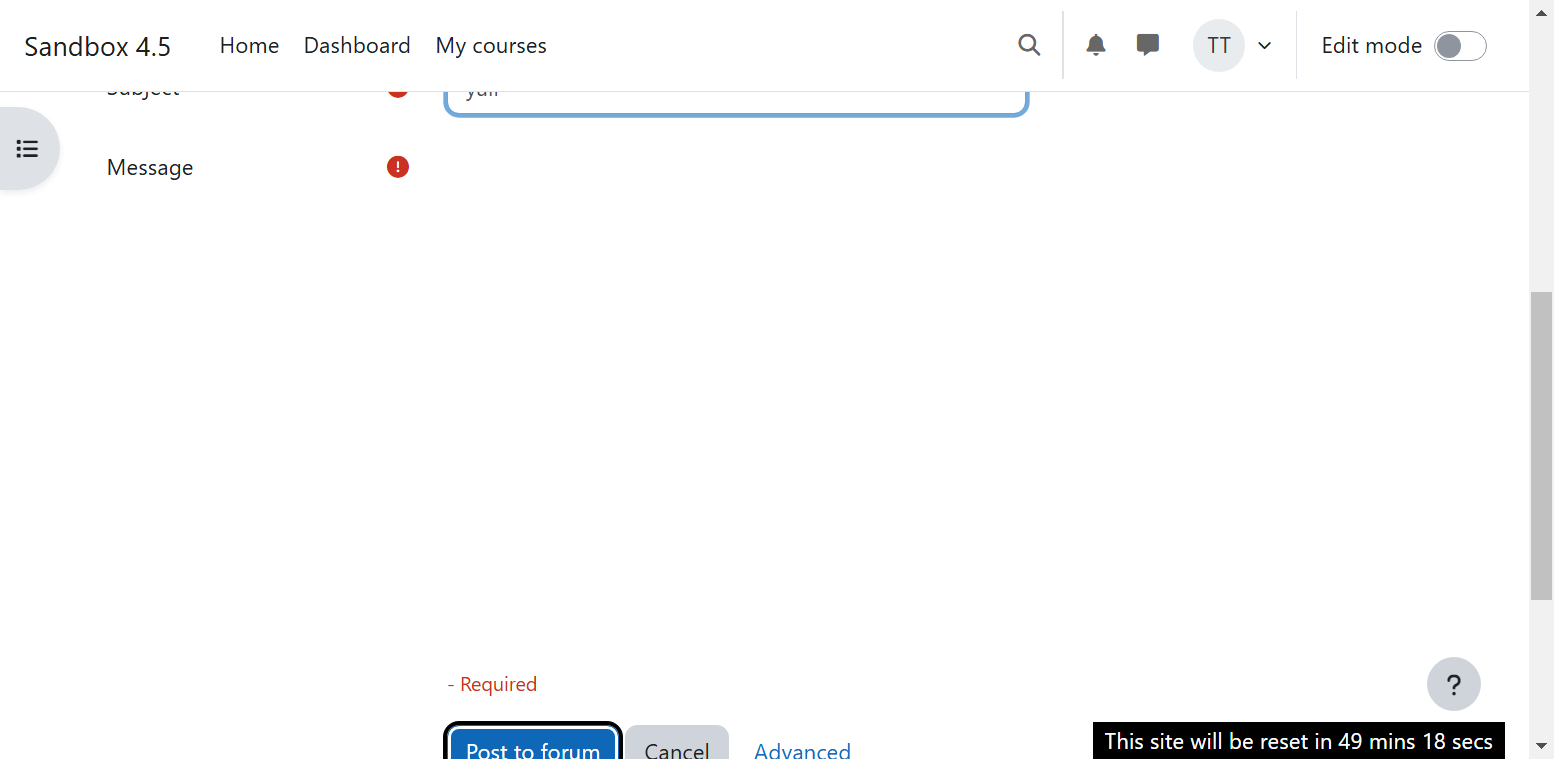 Sandbox 4.5
Home
Dashboard
My courses
TT
Edit mode
Subject
Message
- Required
?
Post to forum
Cancel
Advanced
This site will be reset in 49 mins 18 secs